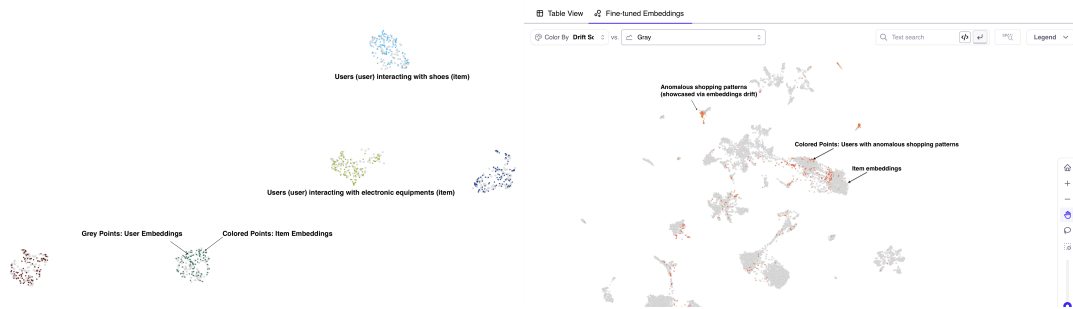 Users (user) interacting with shoes (item)
Users (user) interacting with electronic equipments (item)
Grey Points: User Embeddings
Colored Points: Item Embeddings
Table View
Fine-tuned Embeddings
Color By Drift Sc
vs.
Gray
Text search
Legend
Anomalous shopping patterns
(showcased via embeddings drift)
Colored Points: Users with anomalous shopping patterns
Item embeddings